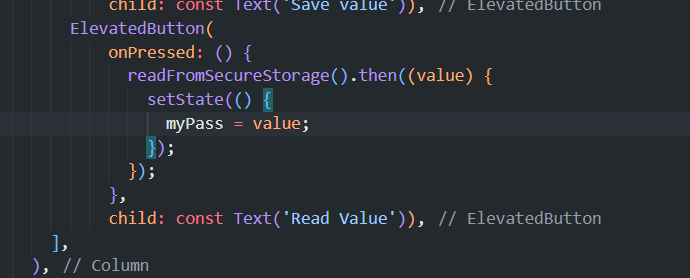 child: const Text('Save value')), // ElevatedButton
ElevatedButton(
onPressed: () {
readFromSecureStorage().then((value) {
setState(() {
myPass = value;
});
});
},
child: const Text('Read Value')), // ElevatedButton
],
), // Column